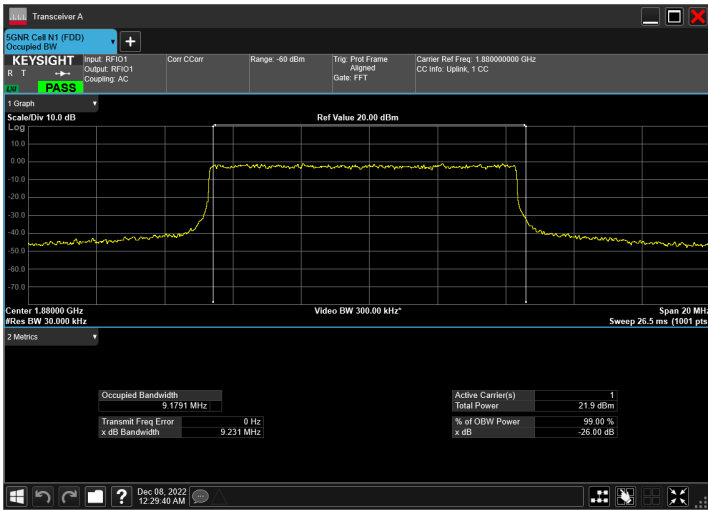 Transceiver A
5GNR Cell N1 (FDD)
Occupied BW
KEYSIGHT
R T
LXI
PASS
Input: RFIO1
Output: RFIO1
Coupling: AC
Corr CCorr
Range: -60 dBm
Trig: Prot Frame
Aligned
Gate: FFT
Carrier Ref Freq: 1.880000000 GHz
CC Info: Uplink, 1 CC
1 Graph
Scale/Div 10.0 dB
Ref Value 20.00 dBm
Log
10.0
0.00
-10.0
-20.0
-30.0
-40.0
-50.0
-60.0
-70.0
Center 1.88000 GHz
Video BW 300.00 kHz*
Span 20 MHz
#Res BW 30.000 kHz
Sweep 26.5 ms (1001 pts
2 Metrics
Occupied Bandwidth
9.1791 MHz
Transmit Freq Error 0 Hz
x dB Bandwidth 9.231 MHz
Active Carrier(s) 1
Total Power 21.9 dBm
% of OBW Power 99.00 %
x dB -26.00 dB
?
Dec 08, 2022
12:29:40 AM